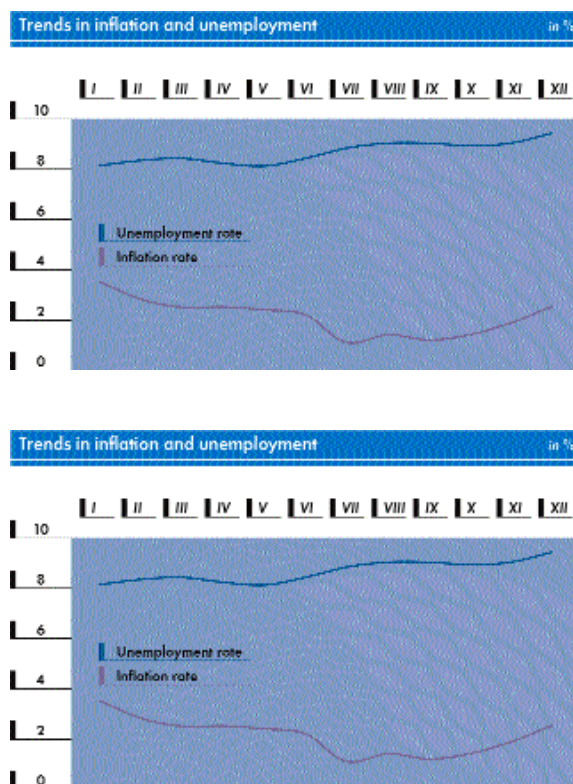 Trends in inflation and unemployment in %
I II III IV V VI VII VIII IX X XI XII
10
8
6
Unemployment rate
Inflation rate
4
2
0
Trends in inflation and unemployment in %
I II III IV V VI VII VIII IX X XI XII
10
8
6
Unemployment rate
Inflation rate
4
2
0